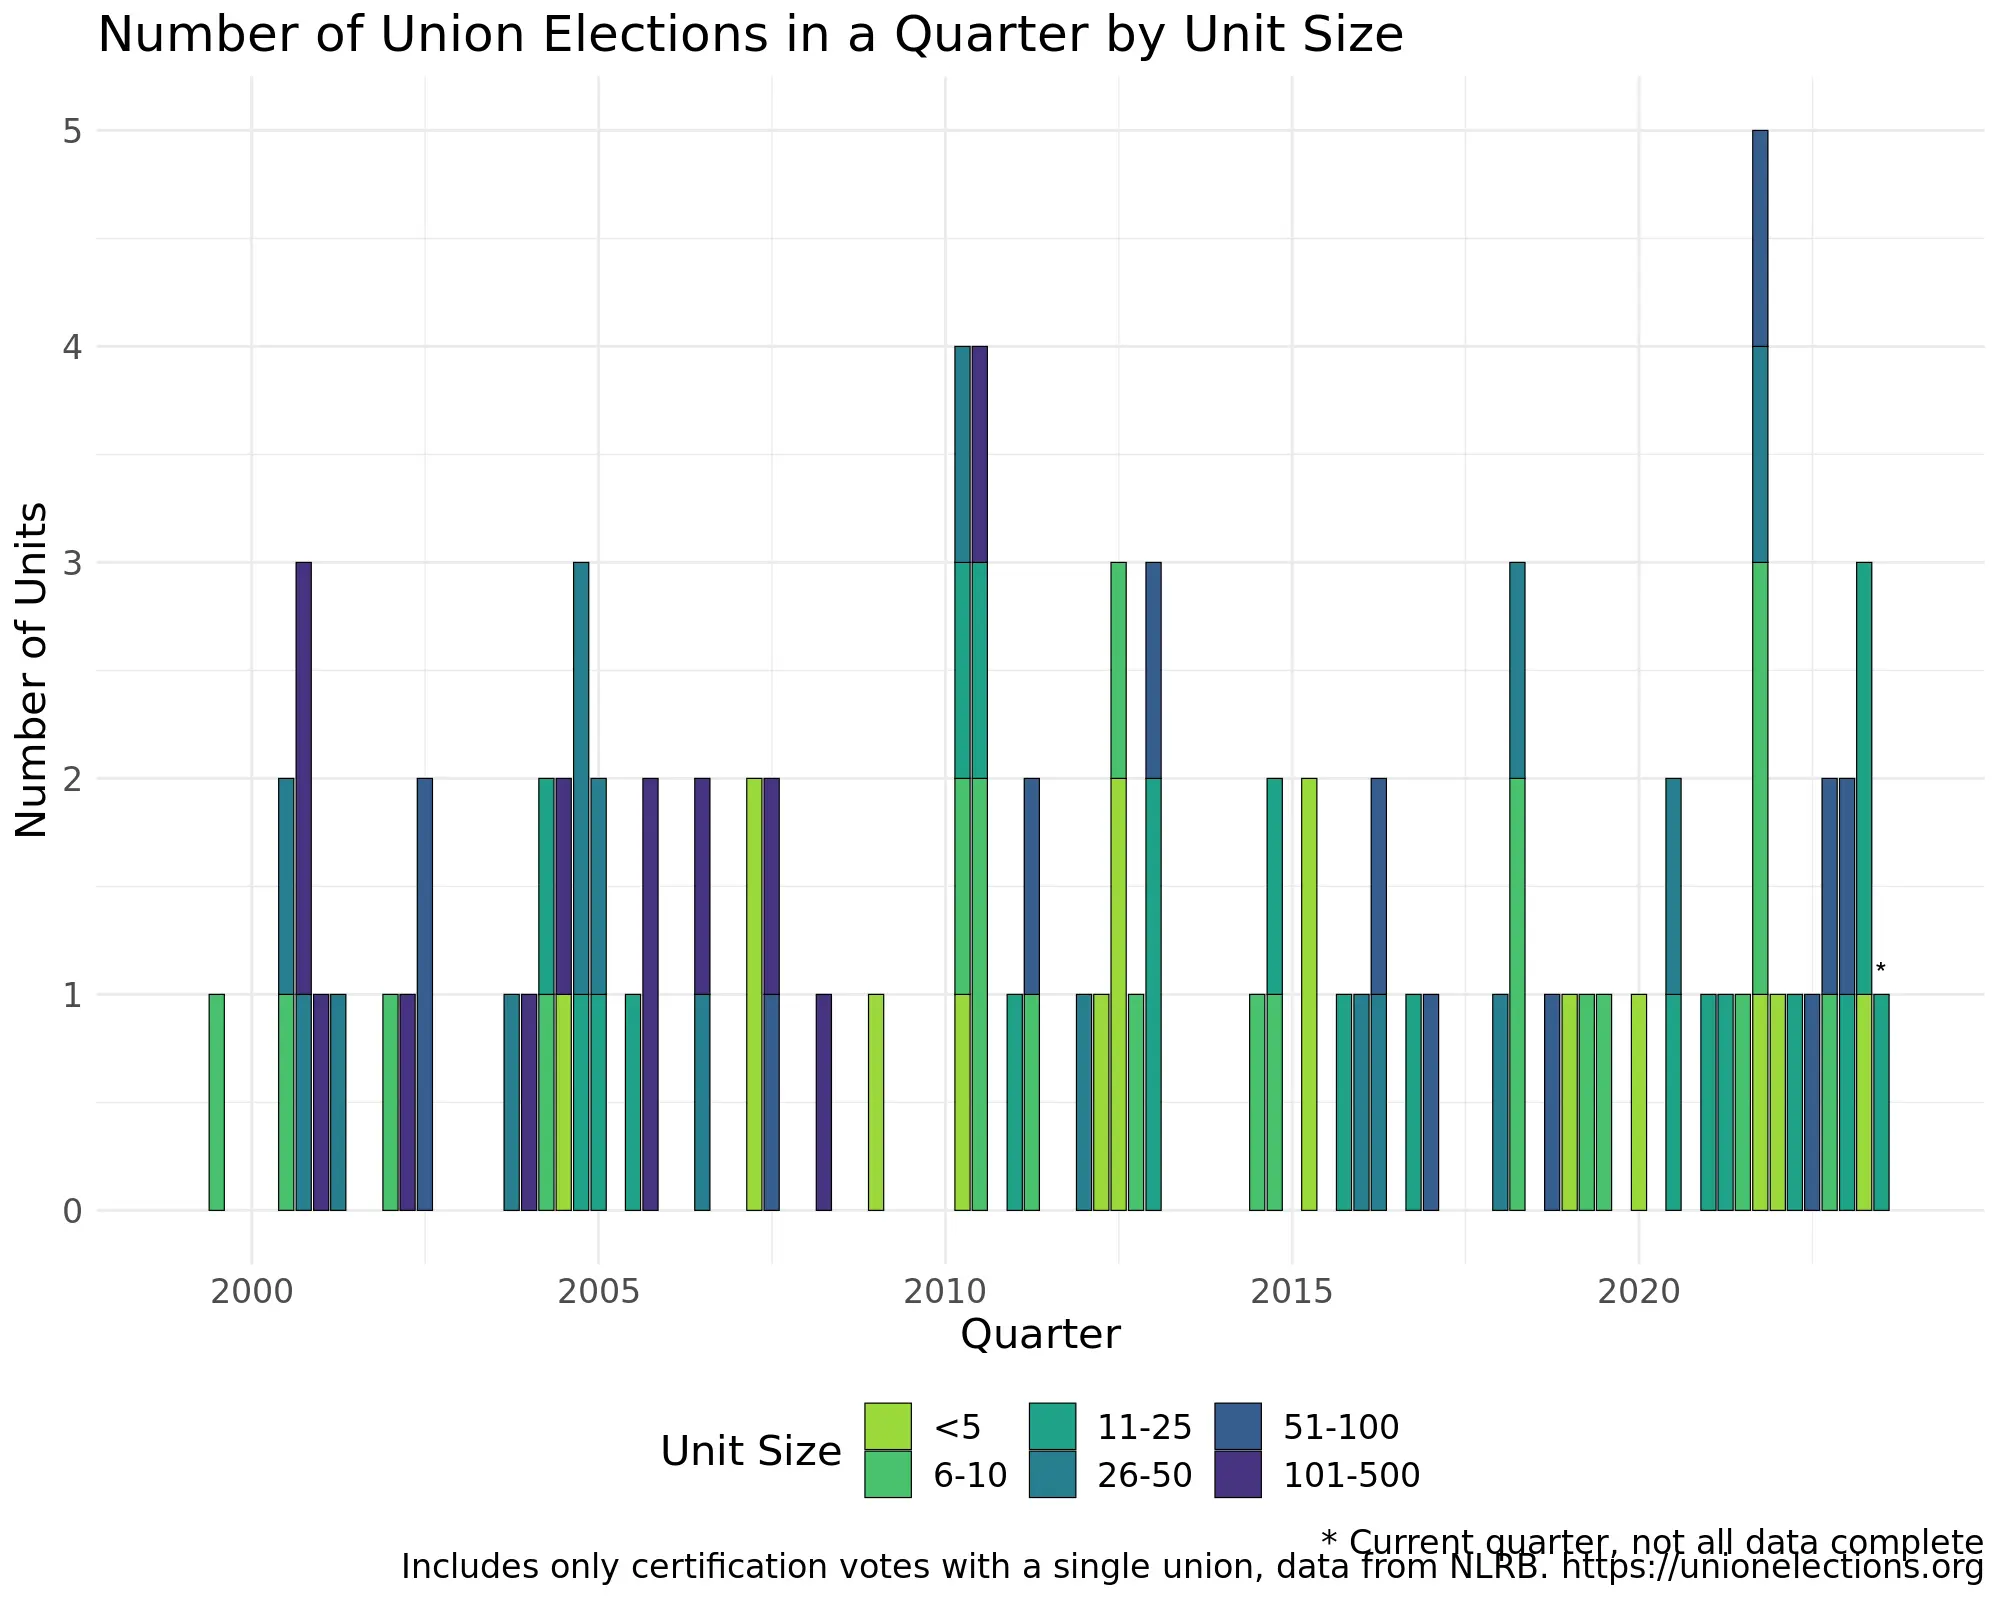 Number of Union Elections in a Quarter by Unit Size
Number of Units
5
4
3
2
1
0
*
2000 2005 2010 2015 2020
Quarter
Unit Size
<5 11-25 51-100
6-10 26-50 101-500
* Current quarter, not all data complete
Includes only certification votes with a single union, data from NLRB. https://unionelections.org